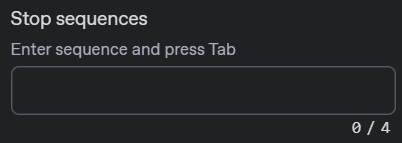 Stop sequences
Enter sequence and press Tab
0 / 4